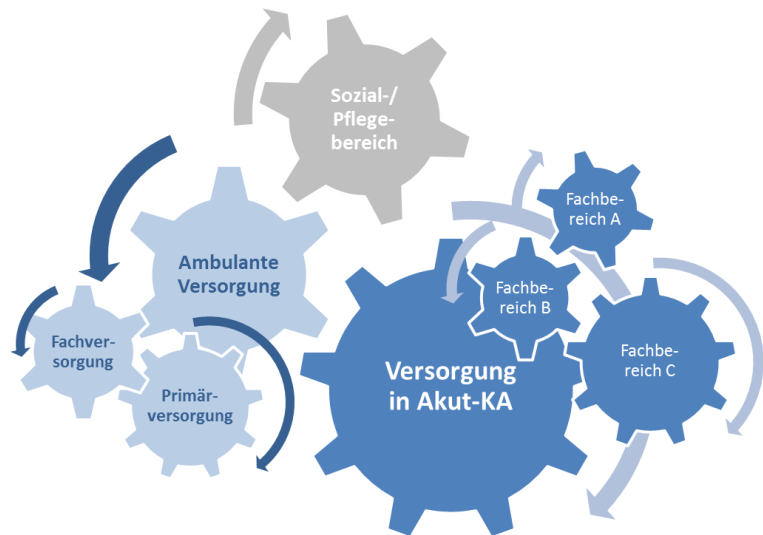 Sozial-/
Pflege-
bereich
Fachbe-
reich A
Ambulante
Versorgung
Fachbe-
reich B
Fachver-
sorgung
Fachbe-
reich C
Versorgung
in Akut-KA
Primär-
versorgung